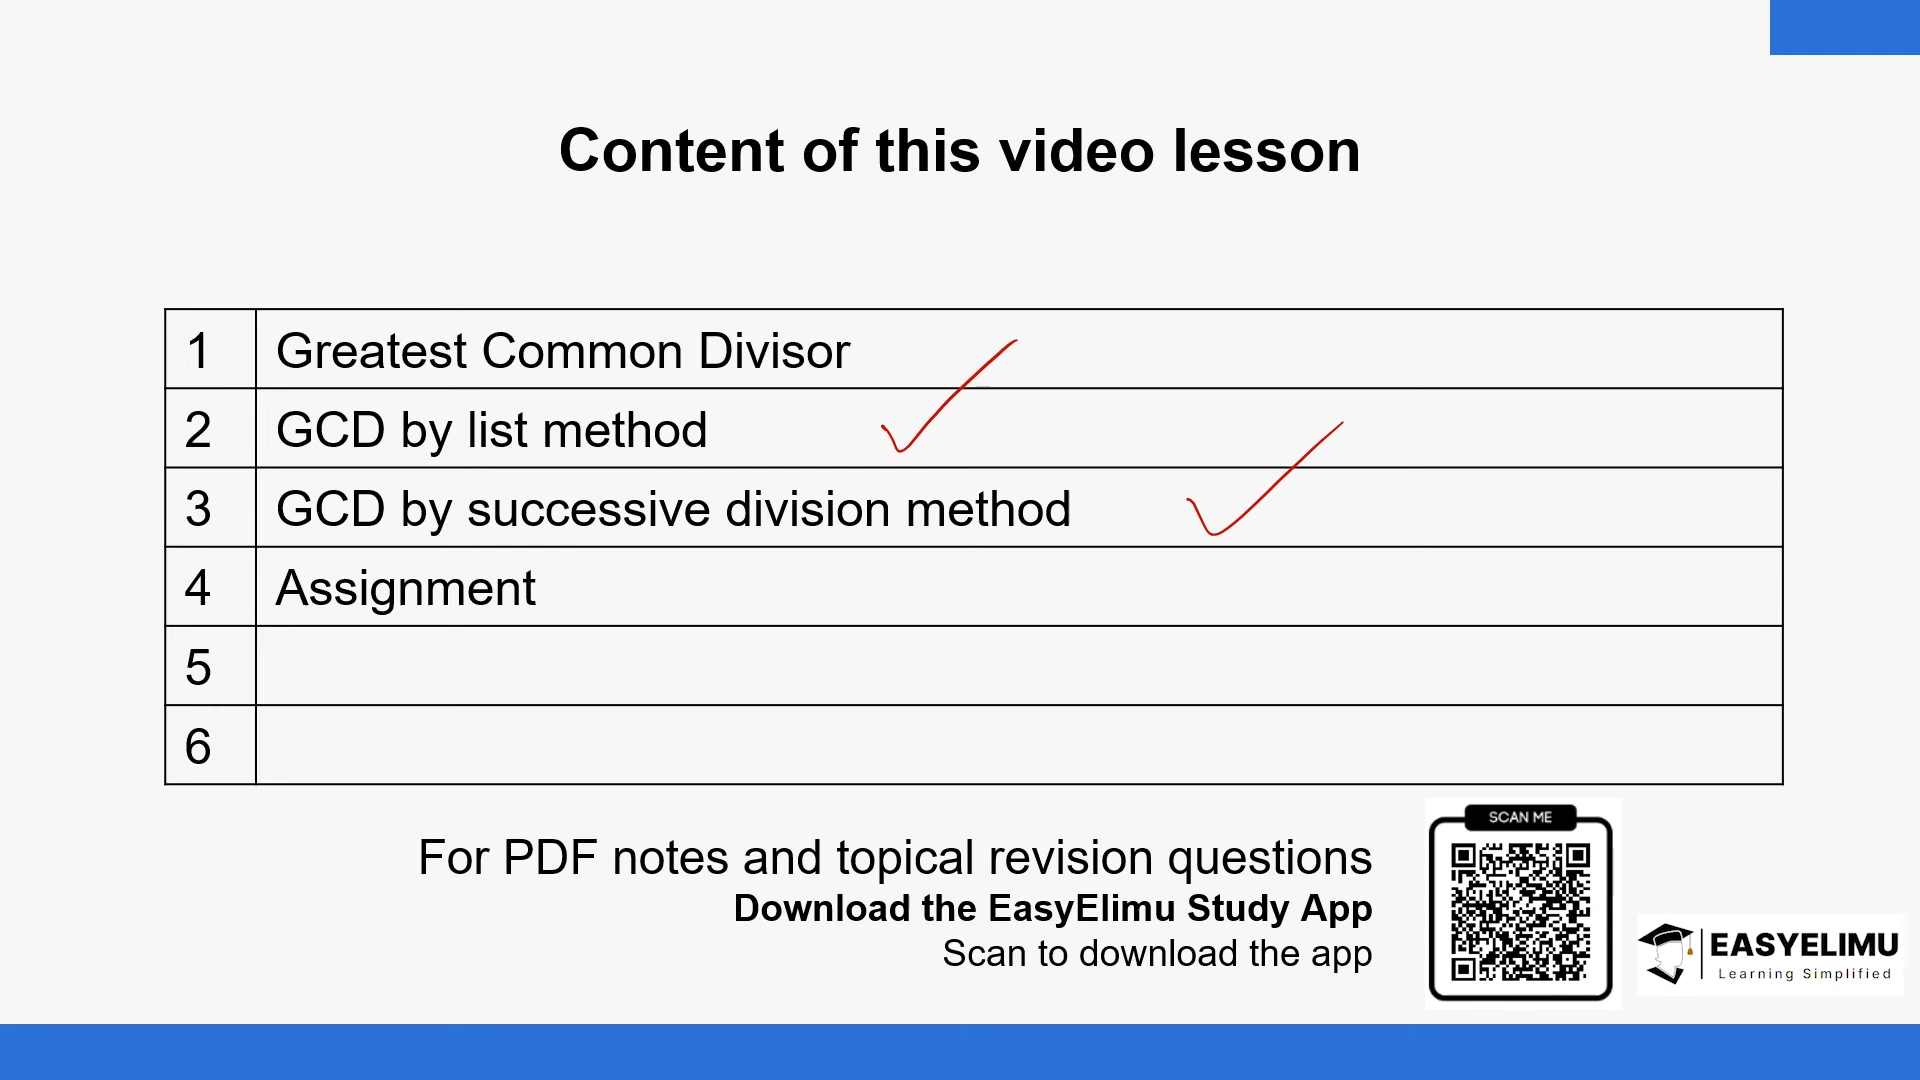 Content of this video lesson
1 Greatest Common Divisor
2 GCD by list method
3 GCD by successive division method
4 Assignment
5
6
For PDF notes and topical revision questions
Download the EasyElimu Study App
Scan to download the app
SCAN ME
EASYELIMU
Learning Simplified